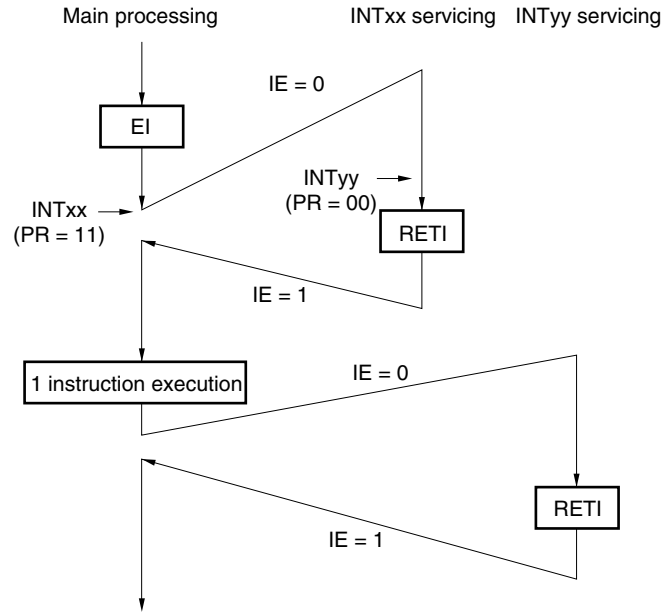 Main processing
INTxx servicing
INTyy servicing
IE = 0
EI
INTyy
(PR = 00)
INTxx
(PR = 11)
RETI
IE = 1
1 instruction execution
IE = 0
RETI
IE = 1